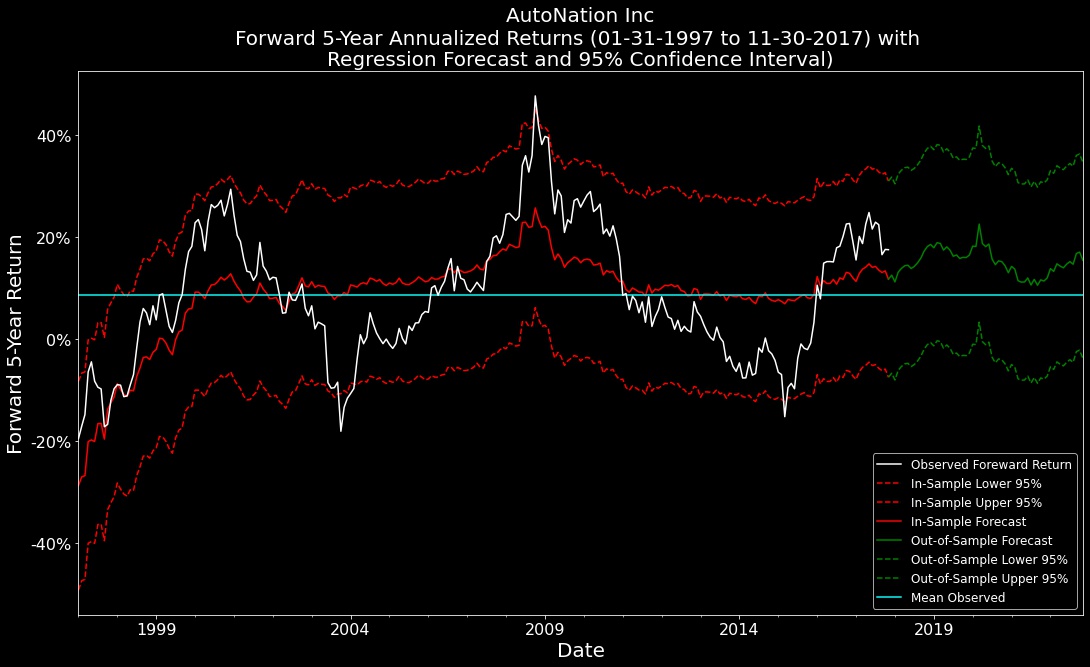 AutoNation Inc
Forward 5-Year Annualized Returns (01-31-1997 to 11-30-2017) with
Regression Forecast and 95% Confidence Interval)
Forward 5-Year Return
40%
20%
0%
-20%
-40%
Observed Foreward Return
In-Sample Lower 95%
In-Sample Upper 95%
In-Sample Forecast
Out-of-Sample Forecast
Out-of-Sample Lower 95%
Out-of-Sample Upper 95%
Mean Observed
1999 2004 2009 2014 2019
Date